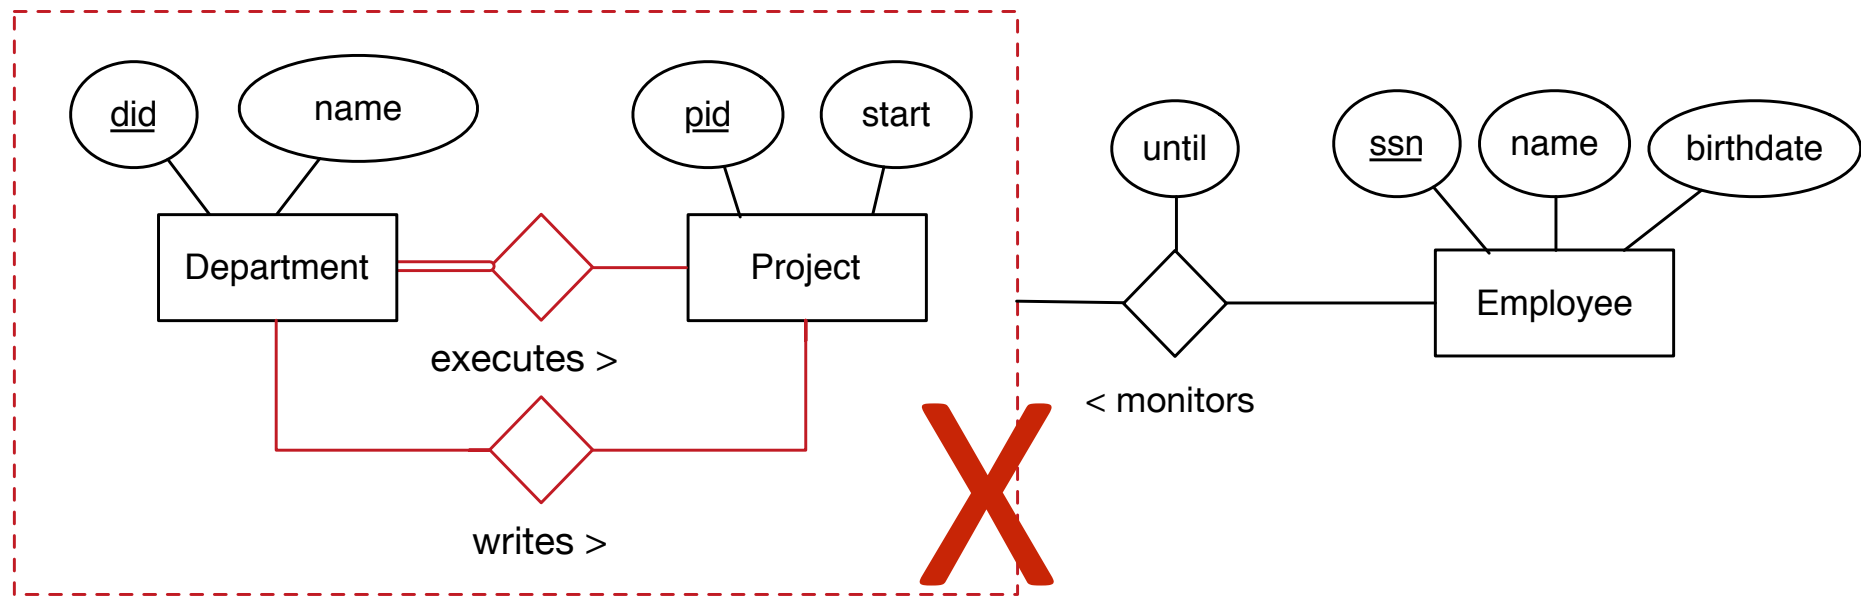 did
name
pid
start
until
ssn
name
birthdate
Department
Project
Employee
executes >
< monitors
writes >